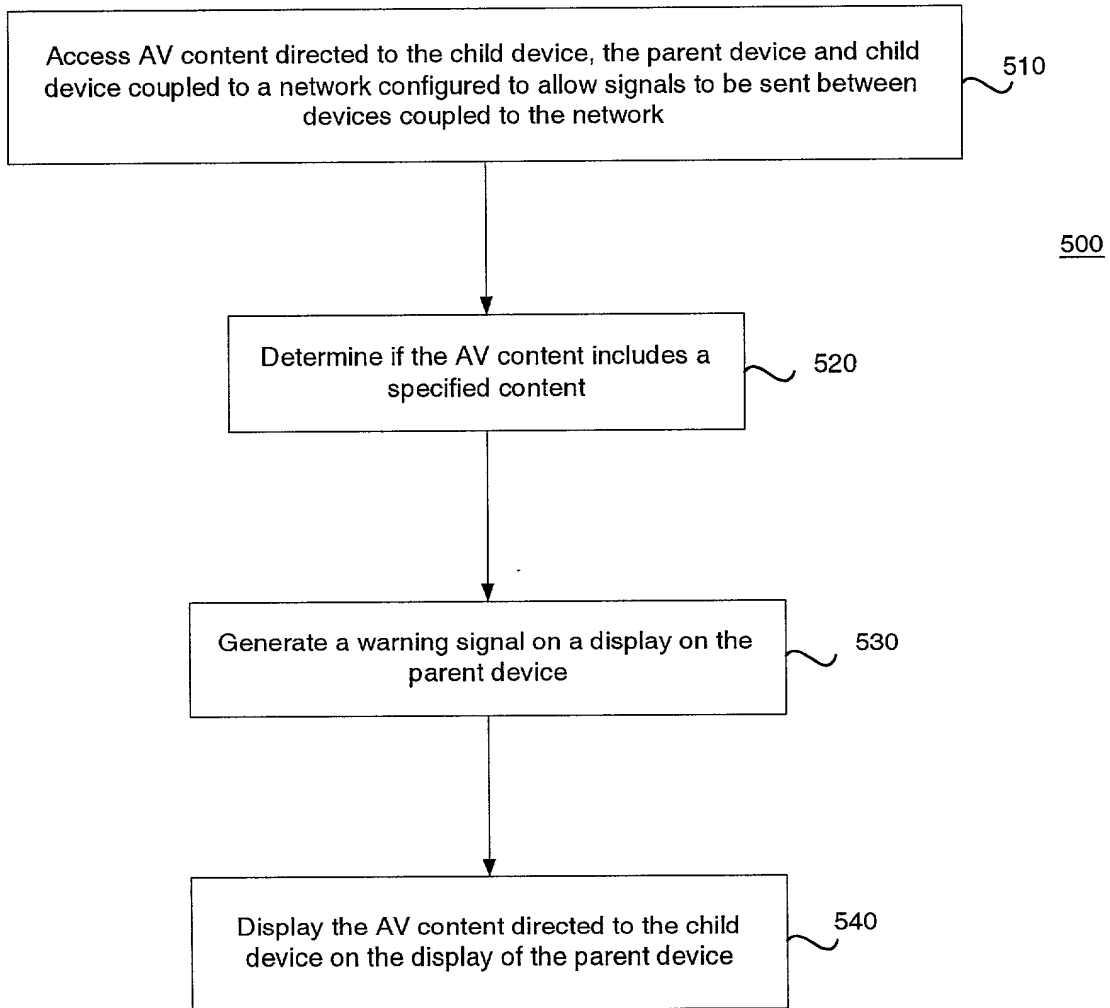 Access AV content directed to the child device, the parent device and child
device coupled to a network configured to allow signals to be sent between
devices coupled to the network
510
500
Determine if the AV content includes a
specified content
520
Generate a warning signal on a display on the
parent device
530
Display the AV content directed to the child
device on the display of the parent device
540